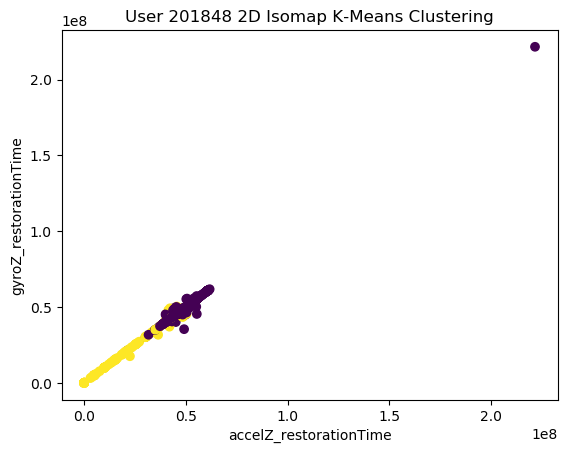 User 201848 2D Isomap K-Means Clustering
1e8
2.0
1.5
1.0
0.5
0.0
gyroZ_restorationTime
0.0
0.5
1.0
1.5
2.0
accelZ_restorationTime
1e8